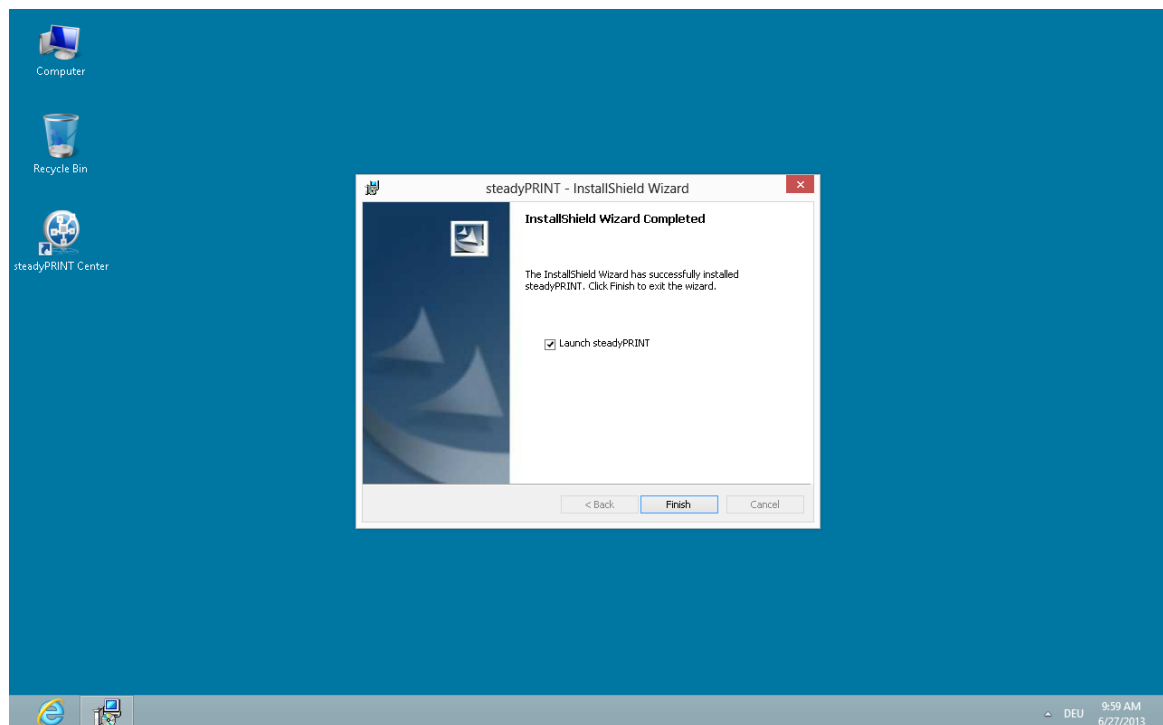 Computer
Recycle Bin
steadyPRINT Center
steadyPRINT - InstallShield Wizard
InstallShield Wizard Completed
The InstallShield Wizard has successfully installed
steadyPRINT. Click Finish to exit the wizard.
Launch steadyPRINT
< Back
Finish
Cancel
DEU
9:59 AM
6/27/2013